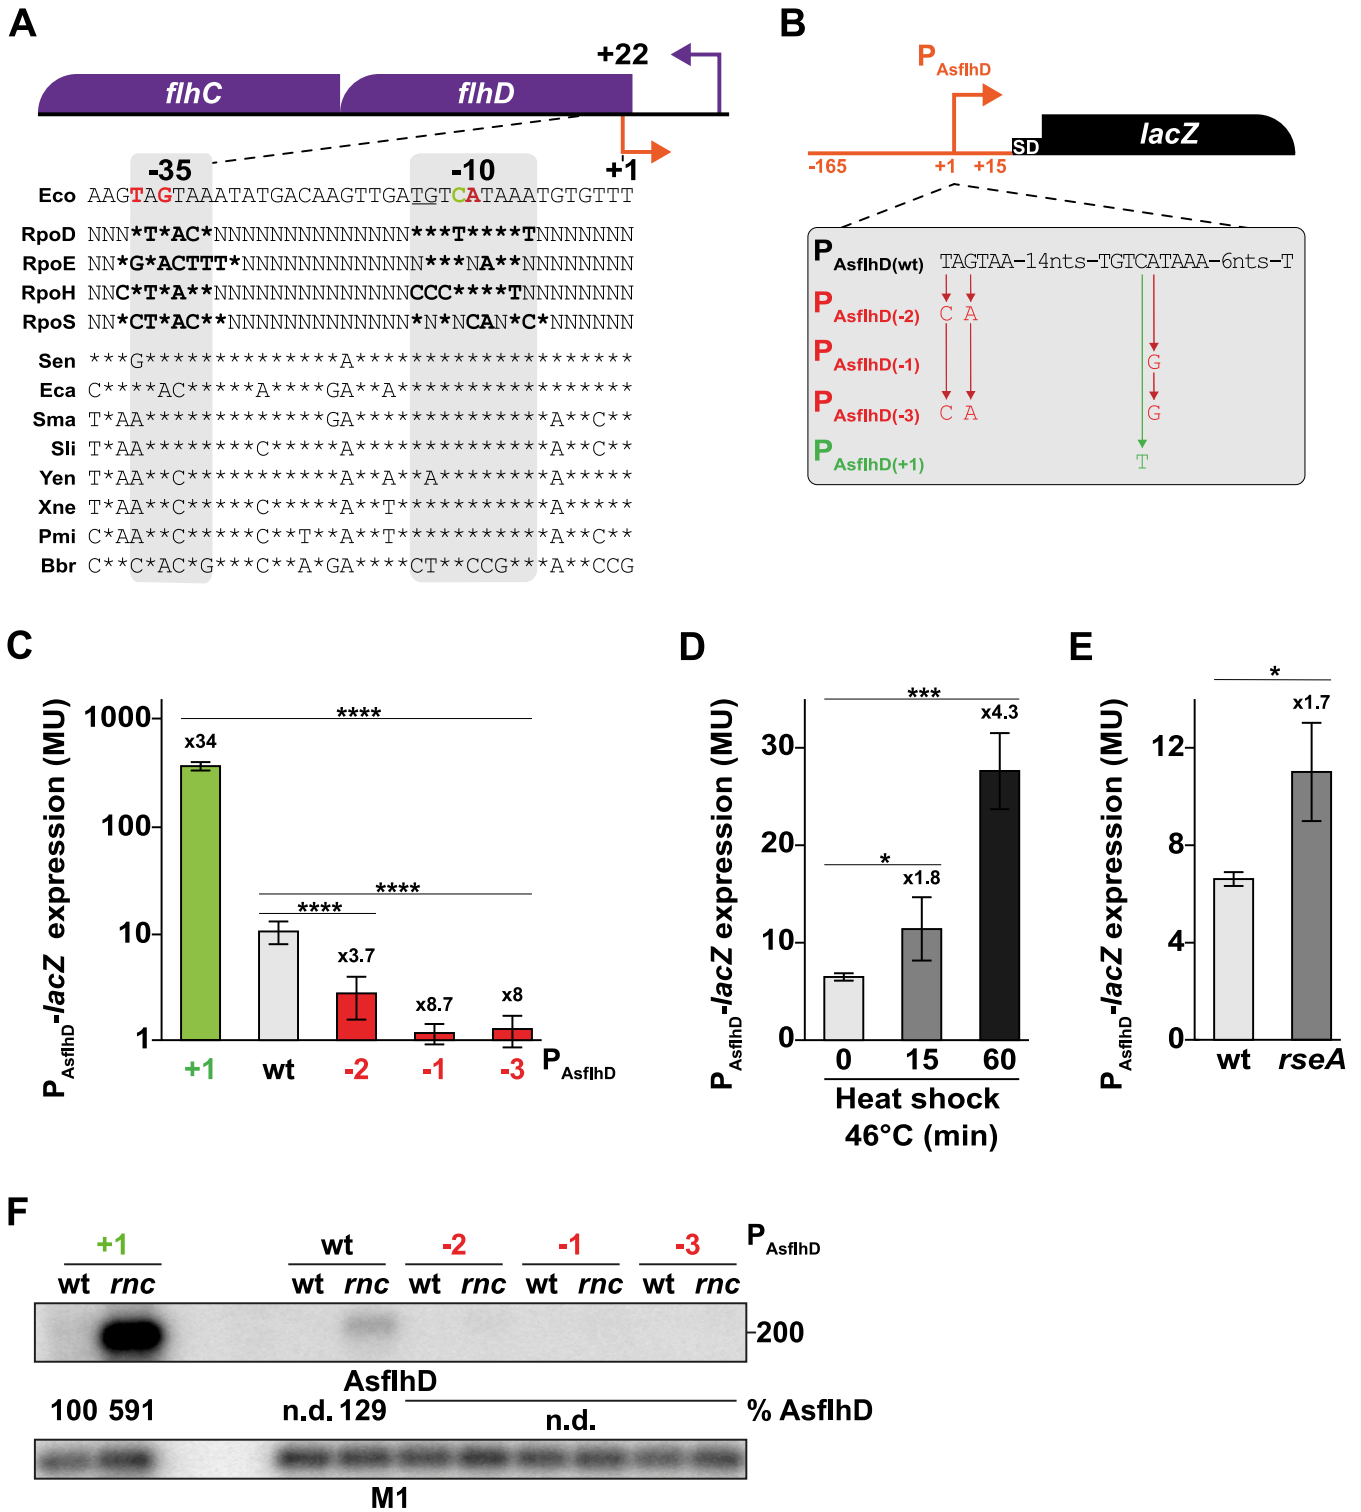 A
+22
flhC flhD
-35 -10 +1
Eco AAGTAGTAAATATGACAAGTTGATGTCATAAATGTGTTT
RpoD NNN*T*AC*NNNNNNNNNNNNNN***T****TNNNNNNN
RpoE NN*G*ACTTT*NNNNNNNNNNNNN***NA**NNNNNNNN
RpoH NNC*T*A**NNNNNNNNNNNNNNCCC****TNNNNNNNN
RpoS NN*CT*AC**NNNNNNNNNNNNN*N*NCAN*C*NNNNNN
Sen ***G**************A********************
Eca C****AC*****A****GA**A*****************
Sma T*AA*************GA**************A**C**
Sli T*AA********C*****A**************A**C**
Yen T*AA**C***********A**A**A********A**C**
Xne T*AA**C*****C*****A**T***********A*****
Pmi C*AA**C*****C**T**A**T***********A**C**
Bbr C**C*AC*G***C**A*GA****CT**CCG***A**CCG
B
PAsflhD
SD lacZ
-165 +1 +15
PAsflhD(wt) TAGTAA-14nts-TGTCATAAA-6nts-T
PAsflhD(-2) C A
PAsflhD(-1) G
PAsflhD(-3) C A G
PAsflhD(+1) T
C
PAsflhD-lacZ expression (MU)
1000
100
10
1
****
x34
****
****
x3.7
x8.7
x8
+1 wt -2 -1 -3 PAsflhD
D
PAsflhD-lacZ expression (MU)
30
20
10
0
***
x4.3
*
x1.8
0 15 60
Heat shock
46°C (min)
E
PAsflhD-lacZ expression (MU)
12
8
4
0
*
x1.7
wt rseA
F
+1 wt -2 -1 -3 PAsflhD
wt rnc wt rnc wt rnc wt rnc wt rnc
-200
AsflhD
100 591 n.d. 129 n.d. % AsflhD
M1